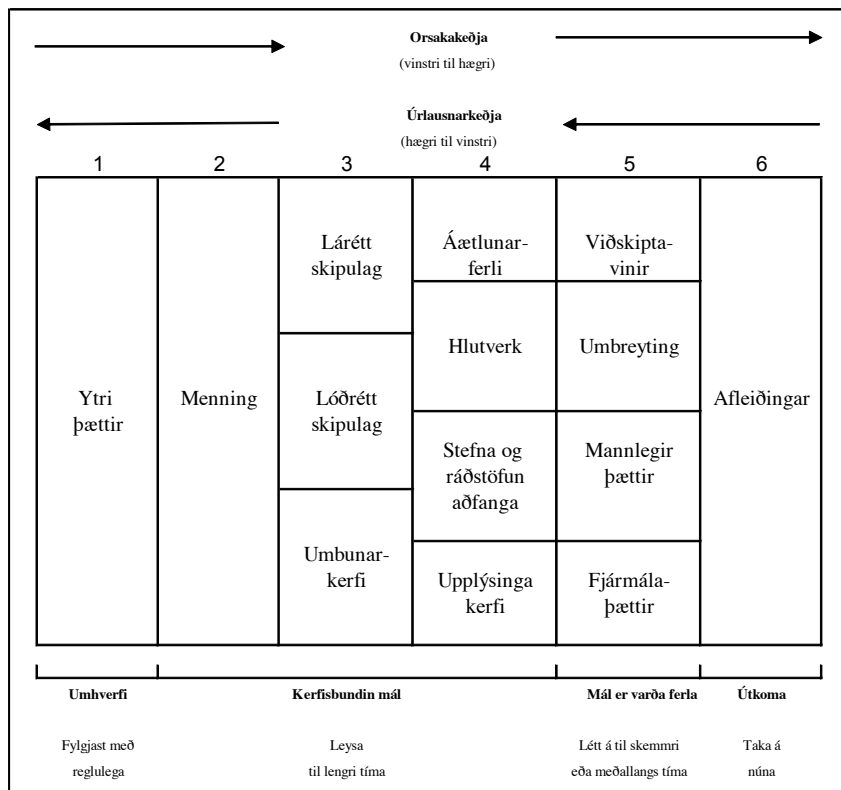 Orsakakeðja
(vinstri til hægri)
Úrlausnarkeðja
(hægri til vinstri)
1
2
3
4
5
6
Ytri
þættir
Menning
Lárétt
skipulag
Lóðrétt
skipulag
Umbunar-
kerfi
Áætlunar-
ferli
Hlutverk
Stefna og
ráðstöfun
aðfanga
Upplýsinga
kerfi
Viðskipta-
vinir
Umbreyting
Mannlegir
þættir
Fjármála-
þættir
Afleiðingar
Umhverfi
Kerfisbundin mál
Mál er varða ferla
Útkoma
Fylgjast með
reglulega
Leysa
til lengri tíma
Létt á til skemmri
eða meðallangs tíma
Taka á
núna